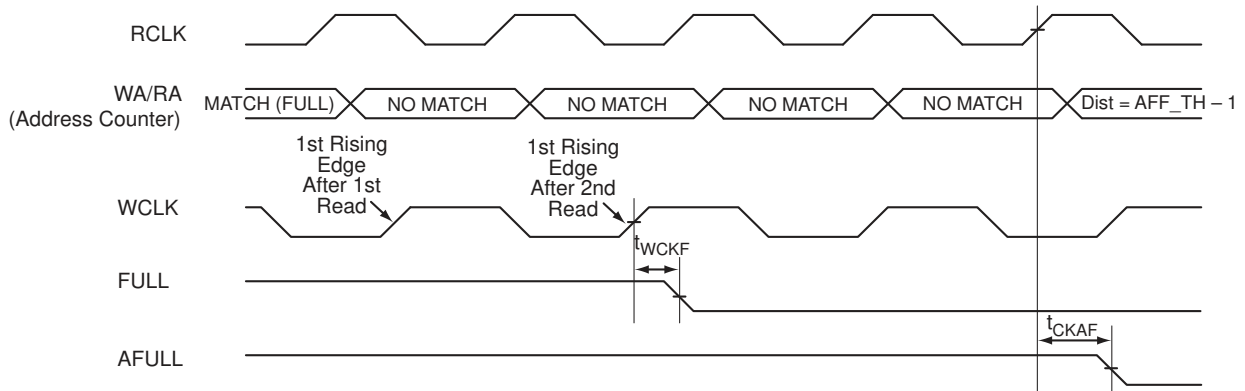 RCLK
WA/RA
(Address Counter)
MATCH (FULL)
NO MATCH
NO MATCH
NO MATCH
NO MATCH
Dist = AFF_TH – 1
1st Rising
Edge
After 1st
Read
1st Rising
Edge
After 2nd
Read
WCLK
tWCKF
FULL
tCKAF
AFULL